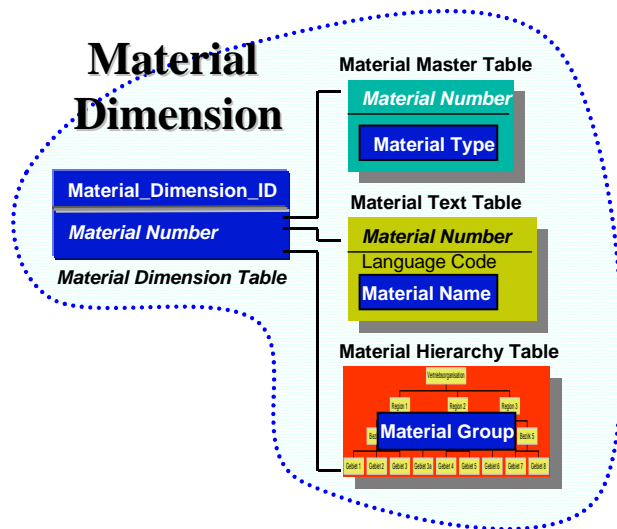 Material
Dimension
Material Master Table
Material Number
Material Type
Material_Dimension_ID
Material Number
Material Dimension Table
Material Text Table
Material Number
Language Code
Material Name
Material Hierarchy Table
Vertriebsorganisation
Region 1 Region 2 Region 3
Material Group
Bezirk 5
Gebiet 1 Gebiet 2 Gebiet 3 Gebiet 3a Gebiet 4 Gebiet 5 Gebiet 6 Gebiet 7 Gebiet 8